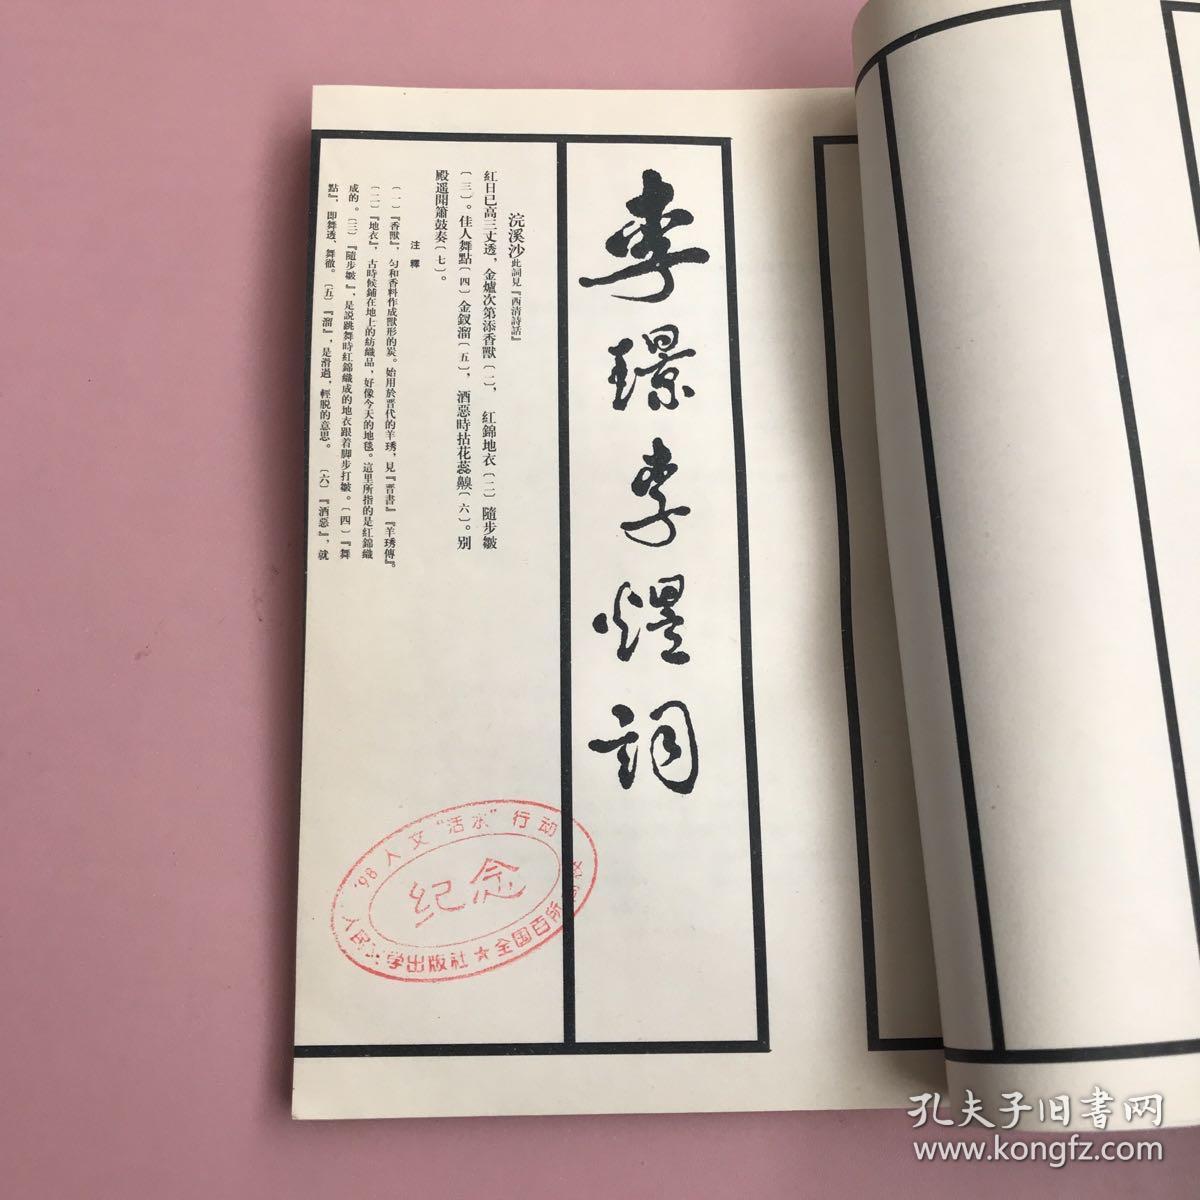 李璟李煜詞
浣溪沙 此詞見『西清詩話』
紅日已高三丈透，金爐次第添香獸〔一〕，紅錦地衣〔二〕隨步皺
〔三〕。佳人舞點〔四〕金釵溜〔五〕，酒惡時拈花蕊嗅〔六〕。別
殿遥聞簫鼓奏〔七〕。
注釋
〔一〕『香獸』，勻和香料作成獸形的炭。始用於晋代的羊琇，見『晋書』『羊琇傳』。
〔二〕『地衣』，古時候鋪在地上的紡織品，好像今天的地毯。這里所指的是紅錦織
成的。〔三〕『隨步皺』，是説跳舞時紅錦織成的地衣跟着脚步打皺。〔四〕『舞
點』，即舞透、舞徹。〔五〕『溜』，是滑過，輕脱的意思。〔六〕『酒惡』，就
'98人文"活水"行动
纪念
人民文学出版社★全国百所
孔夫子旧書网
www.kongfz.com